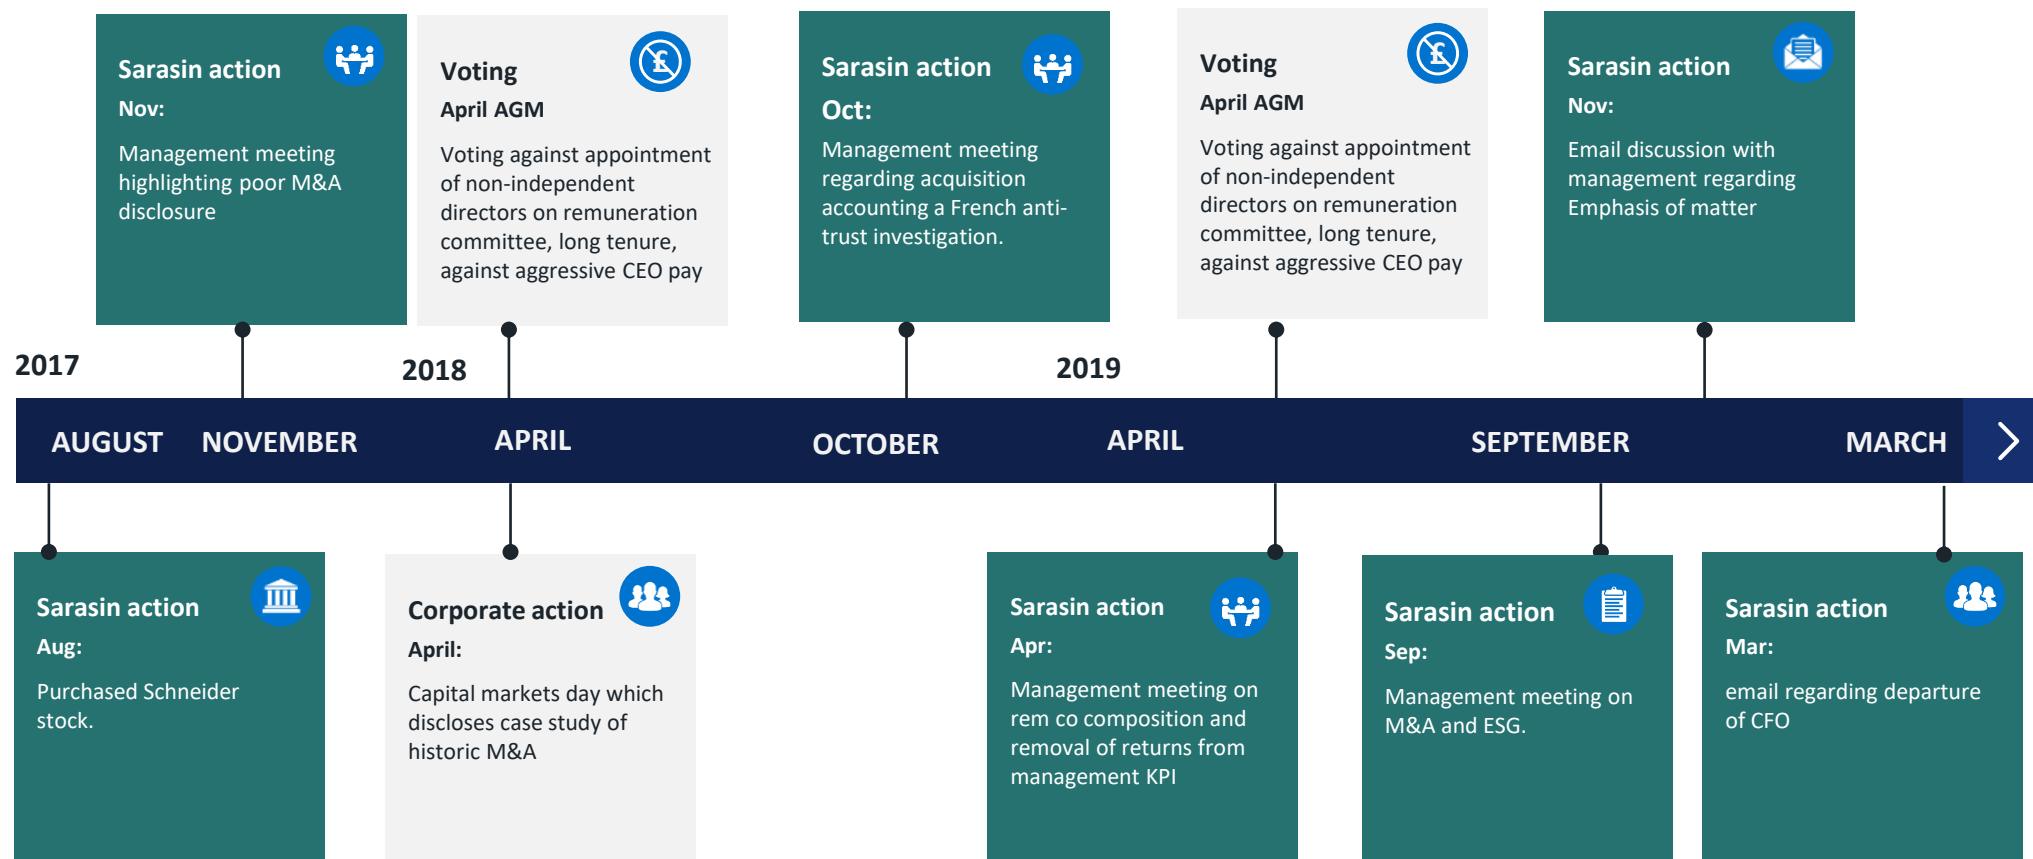 Sarasin action
Nov:
Management meeting
highlighting poor M&A
disclosure
Voting
April AGM
Voting against appointment
of non-independent
directors on remuneration
committee, long tenure,
against aggressive CEO pay
Sarasin action
Oct:
Management meeting
regarding acquisition
accounting a French anti-
trust investigation.
Voting
April AGM
Voting against appointment
of non-independent
directors on remuneration
committee, long tenure,
against aggressive CEO pay
Sarasin action
Nov:
Email discussion with
management regarding
Emphasis of matter
2017
2018
2019
AUGUST
NOVEMBER
APRIL
OCTOBER
APRIL
SEPTEMBER
MARCH
Sarasin action
Aug:
Purchased Schneider
stock.
Corporate action
April:
Capital markets day which
discloses case study of
historic M&A
Sarasin action
Apr:
Management meeting on
rem co composition and
removal of returns from
management KPI
Sarasin action
Sep:
Management meeting on
M&A and ESG.
Sarasin action
Mar:
email regarding departure
of CFO